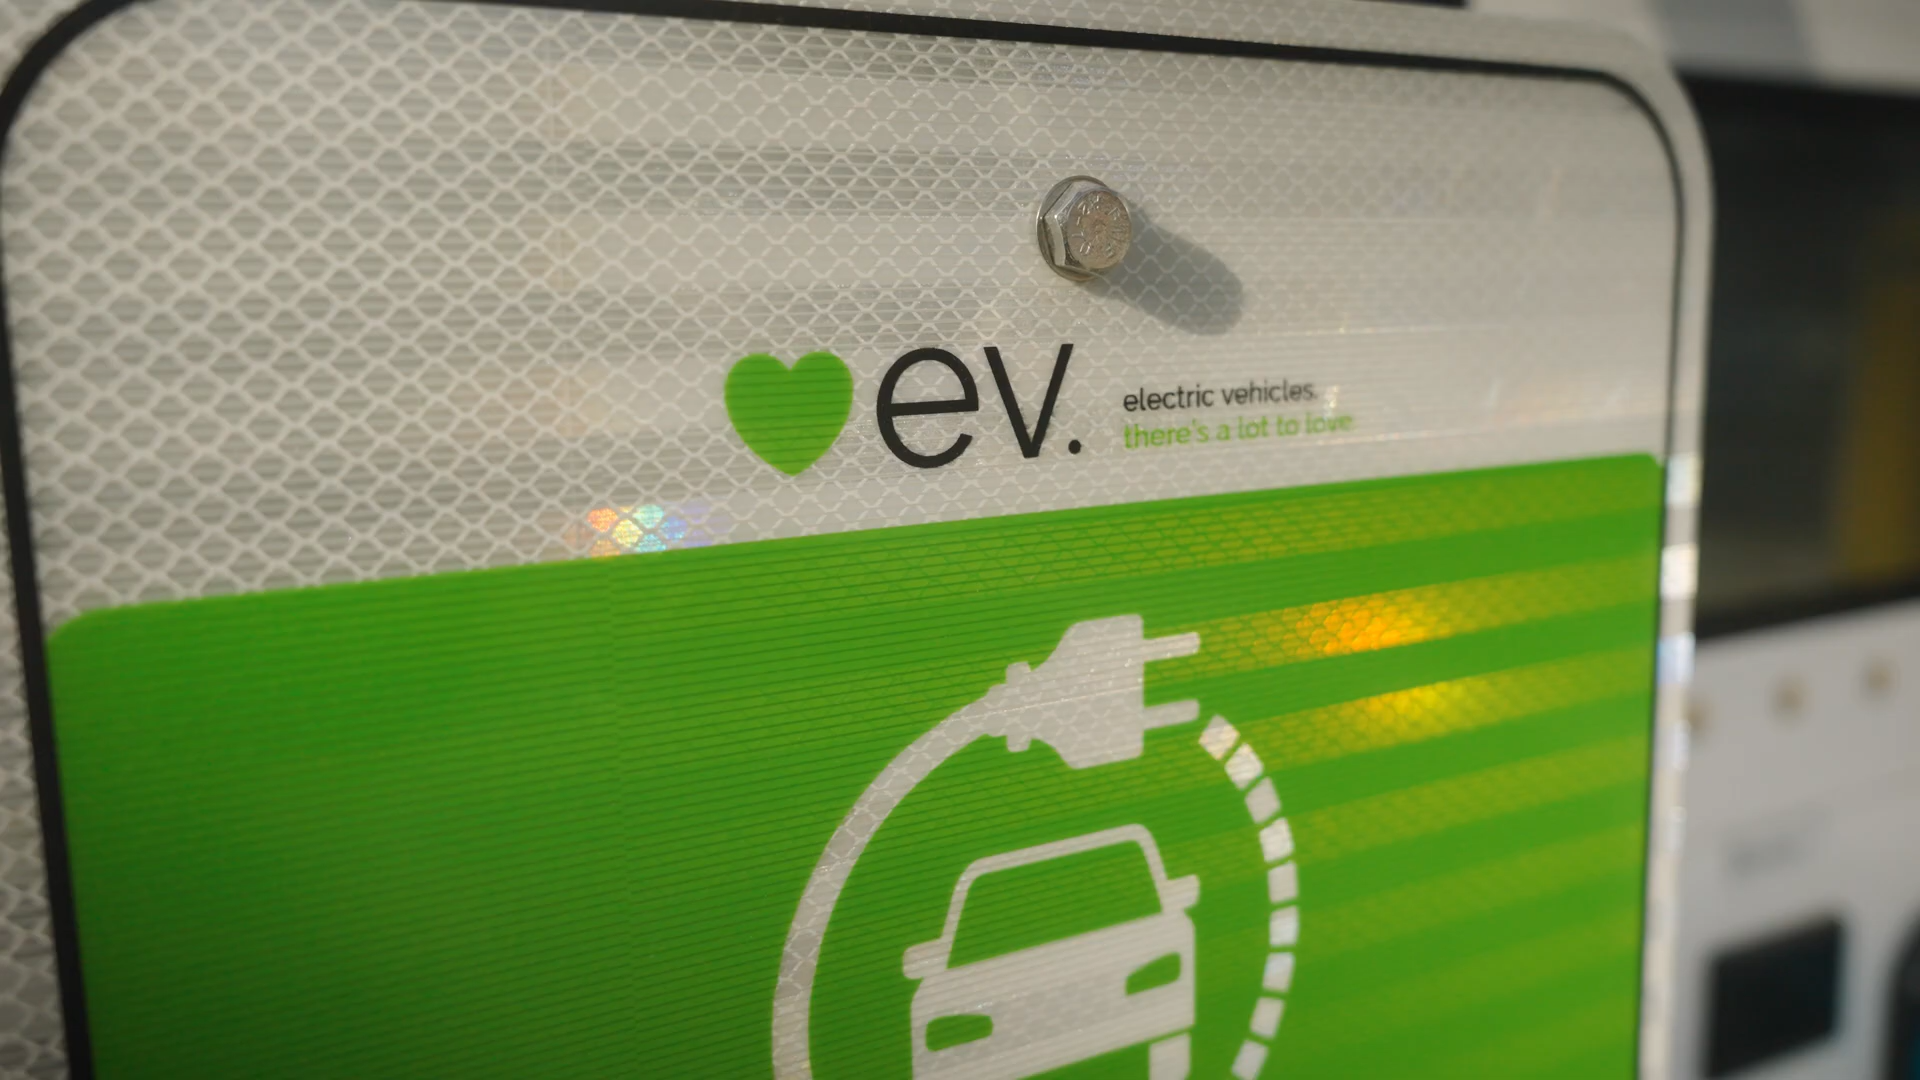 ev.
electric vehicles.
there's a lot to love.